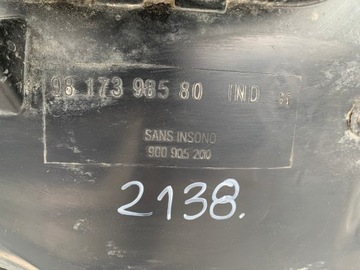 98 173 985 80 IND A
SANS INSONO
900 905 200
2138.